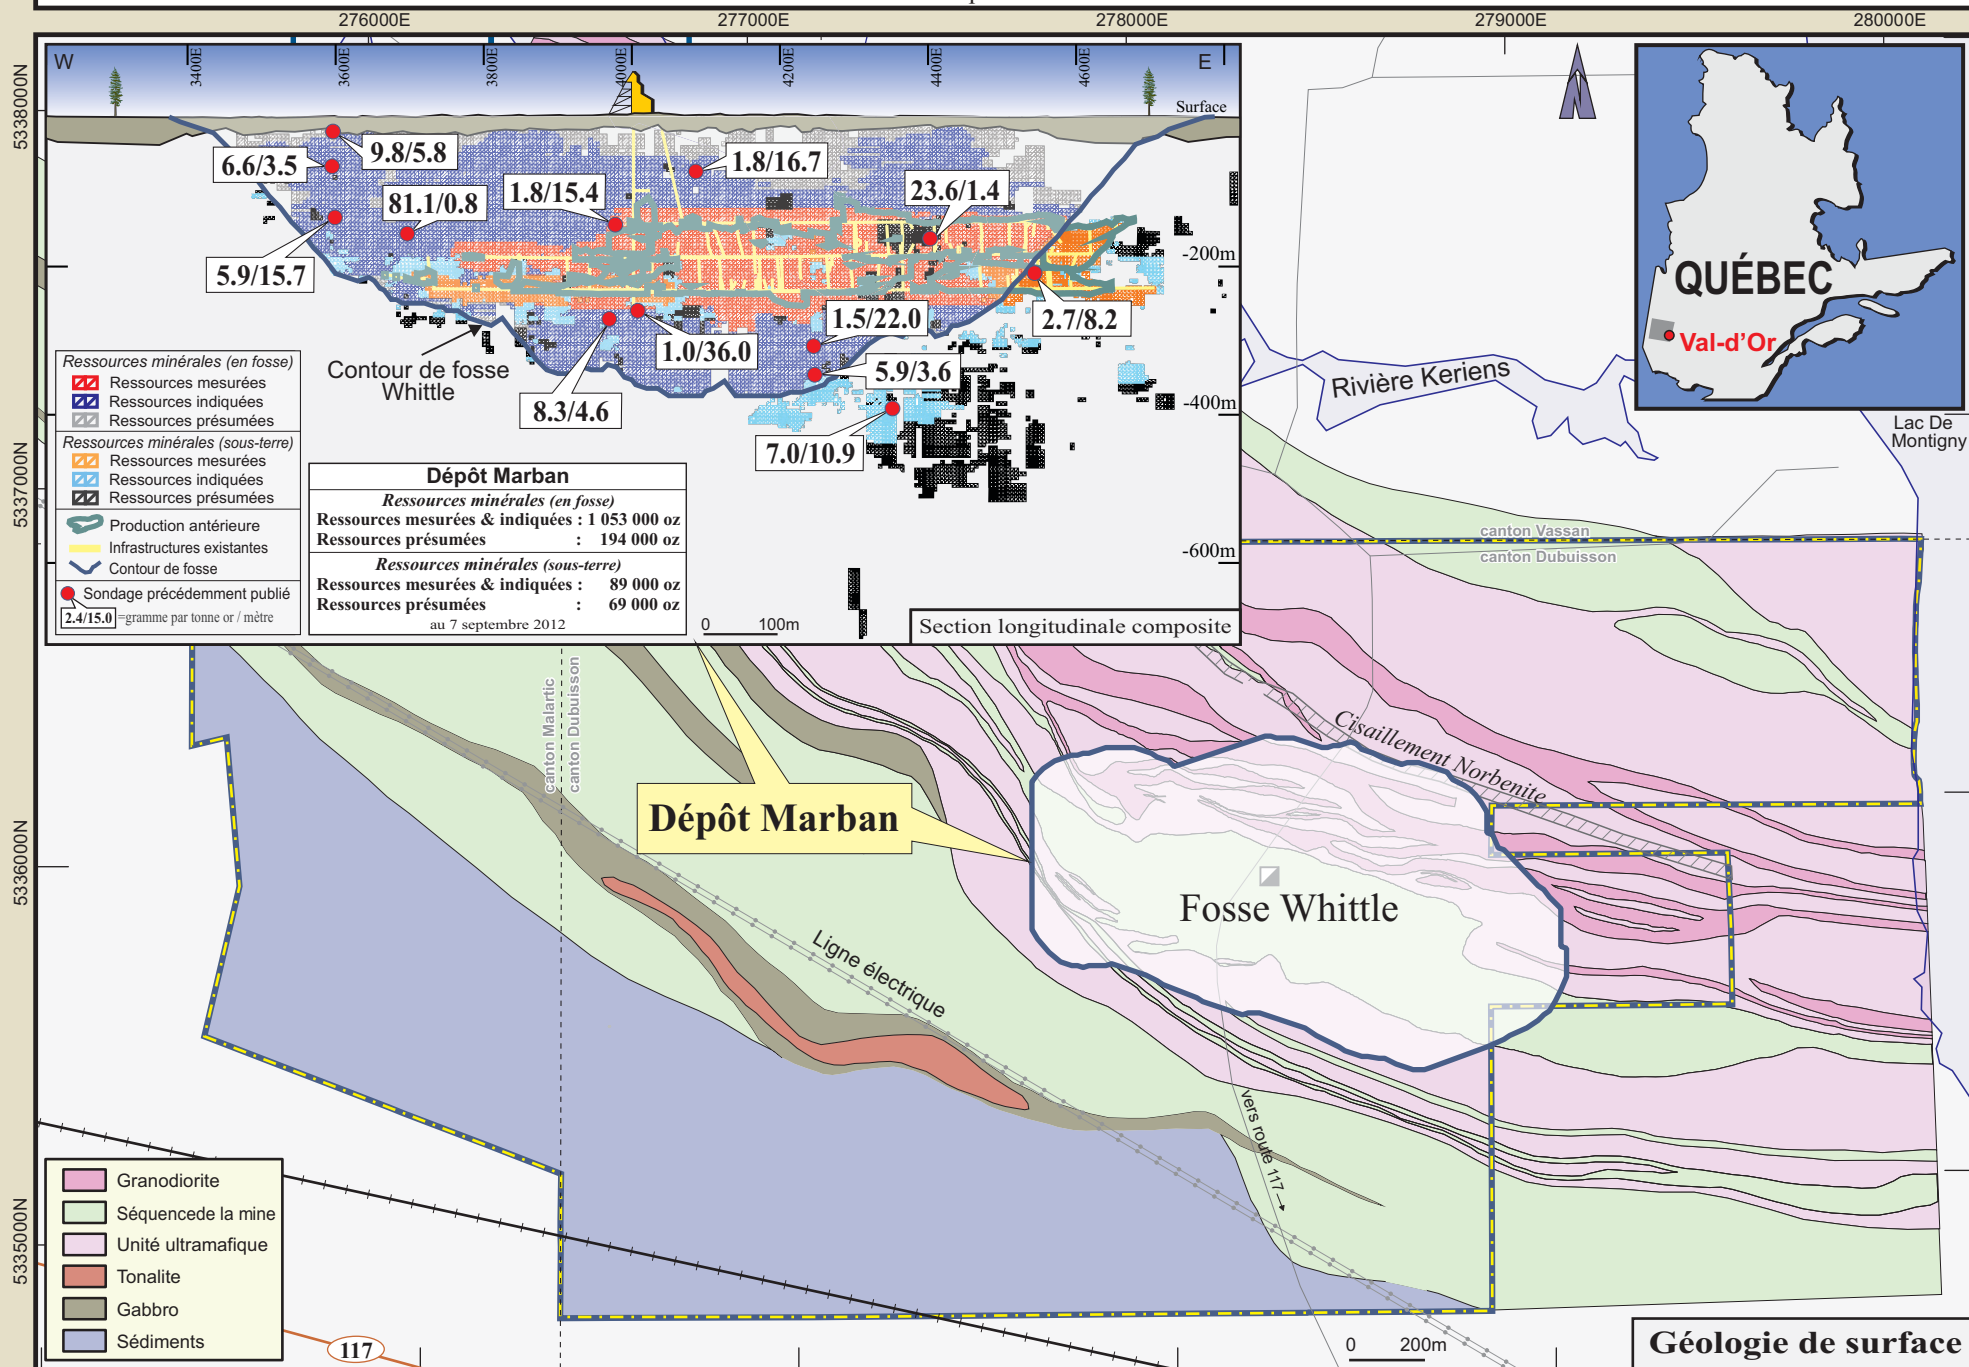 276000E
277000E
278000E
279000E
280000E
5338000N
5337000N
5336000N
5335000N
W
3400E
3600E
3800E
4000E
4200E
4400E
4600E
E
Surface
9.8/5.8
6.6/3.5
81.1/0.8
5.9/15.7
1.8/15.4
1.8/16.7
23.6/1.4
2.7/8.2
1.5/22.0
1.0/36.0
5.9/3.6
8.3/4.6
7.0/10.9
-200m
-400m
-600m
Contour de fosse
Whittle
Ressources minérales (en fosse)
Ressources mesurées
Ressources indiquées
Ressources présumées
Ressources minérales (sous-terre)
Ressources mesurées
Ressources indiquées
Ressources présumées
Production antérieure
Infrastructures existantes
Contour de fosse
Sondage précédemment publié
2.4/15.0 =gramme par tonne or / mètre
Dépôt Marban
Ressources minérales (en fosse)
Ressources mesurées & indiquées : 1 053 000 oz
Ressources présumées : 194 000 oz
Ressources minérales (sous-terre)
Ressources mesurées & indiquées : 89 000 oz
Ressources présumées : 69 000 oz
au 7 septembre 2012
0 100m
Section longitudinale composite
QUÉBEC
Val-d'Or
Rivière Keriens
Lac De
Montigny
canton Vassan
canton Dubuisson
canton Malartic
canton Dubuisson
Cisaillement Norbenite
Dépôt Marban
Fosse Whittle
Ligne électrique
vers route 117
Granodiorite
Séquencede la mine
Unité ultramafique
Tonalite
Gabbro
Sédiments
117
0 200m
Géologie de surface